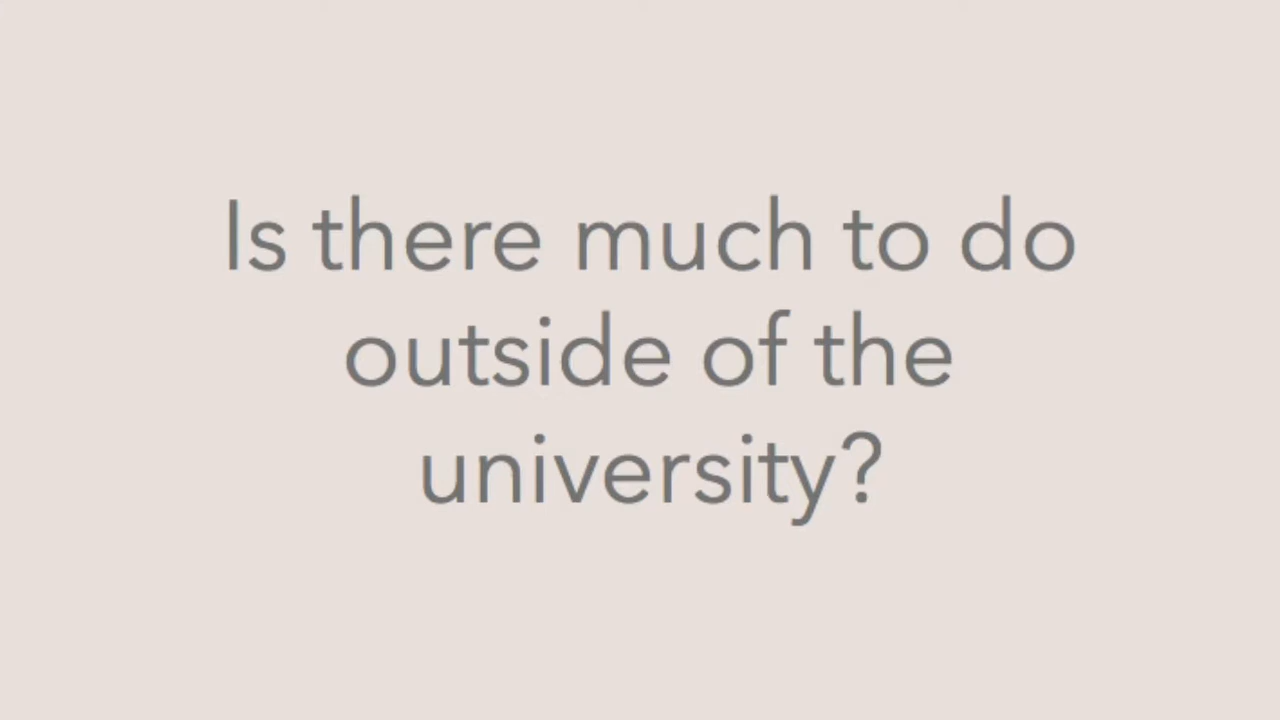 Is there much to do
outside of the
university?